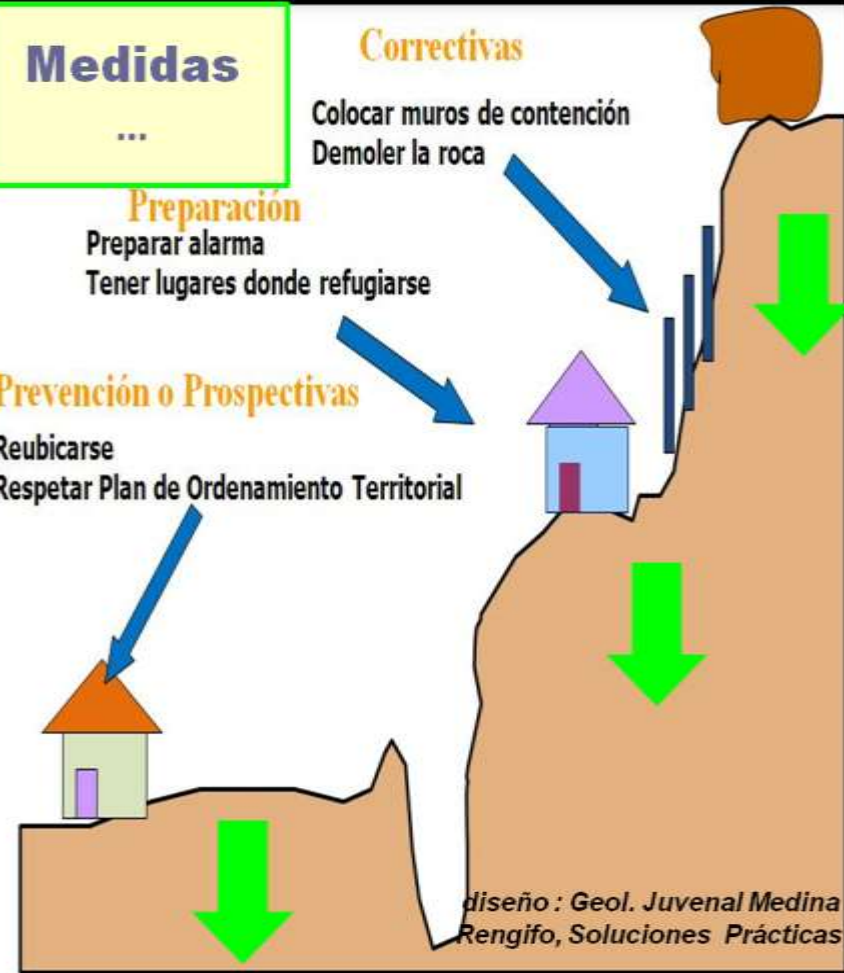 Medidas
...
Correctivas
Colocar muros de contención
Demoler la roca
Preparación
Preparar alarma
Tener lugares donde refugiarse
Prevención o Prospectivas
Reubicarse
Respetar Plan de Ordenamiento Territorial
diseño : Geol. Juvenal Medina
Rengifo, Soluciones Prácticas